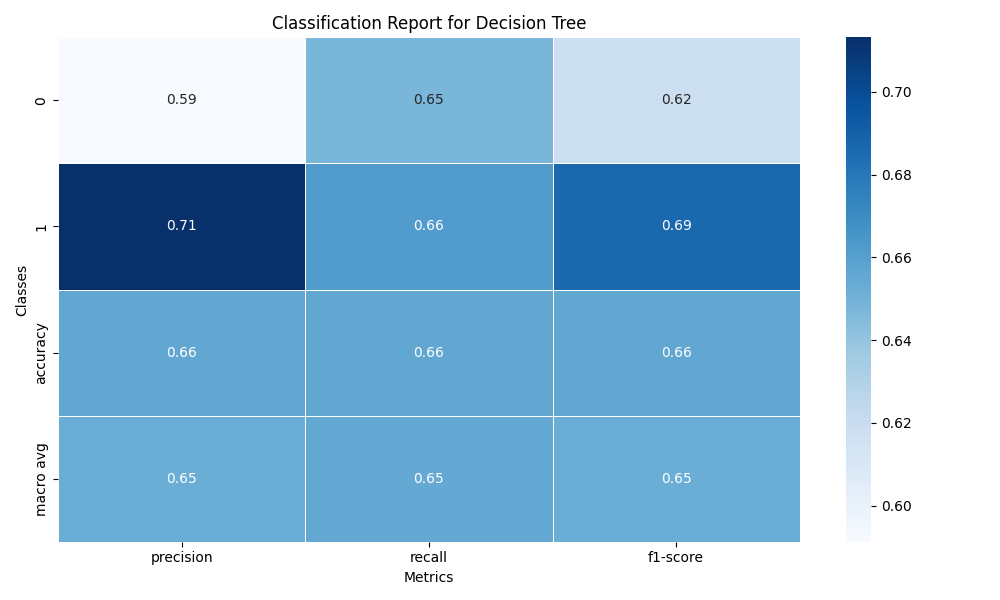 Classification Report for Decision Tree
0 0.59 0.65 0.62
1 0.71 0.66 0.69
accuracy 0.66 0.66 0.66
macro avg 0.65 0.65 0.65
Classes
precision recall f1-score
Metrics
0.70
0.68
0.66
0.64
0.62
0.60